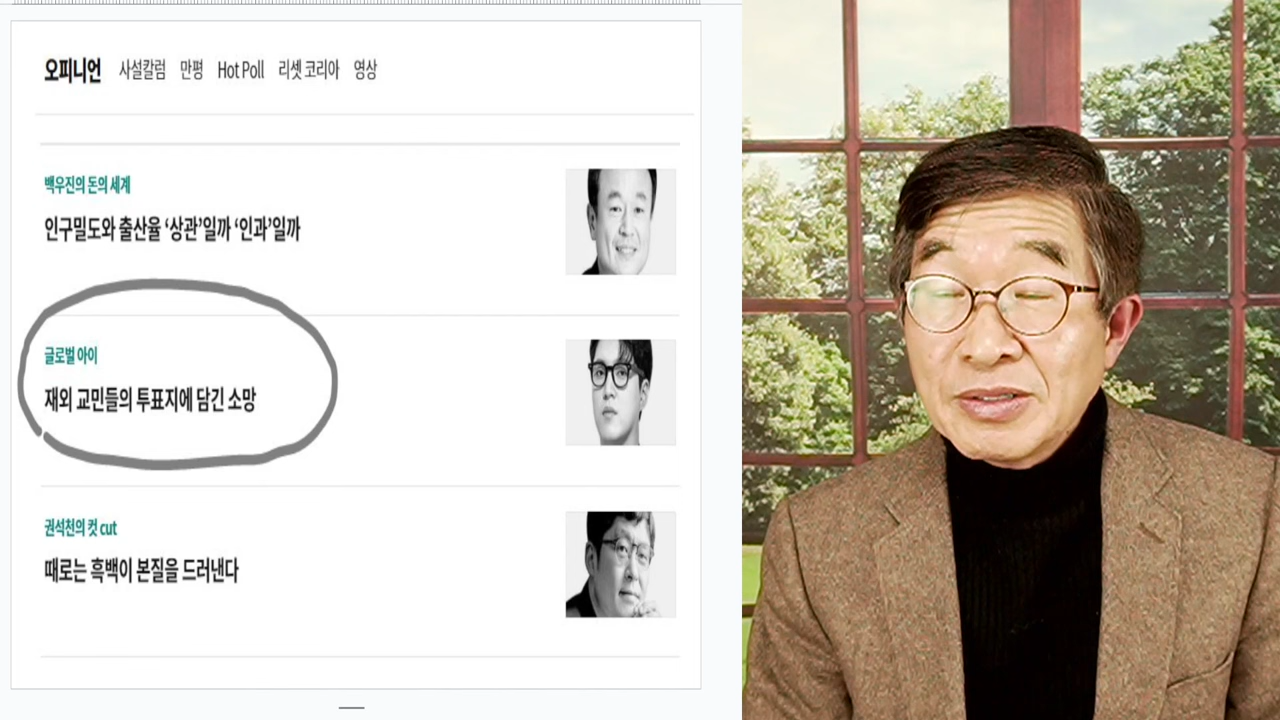 오피니언 사설칼럼 만평 Hot Poll 리셋 코리아 영상
백우진의 돈의 세계
인구밀도와 출산율 ‘상관’일까 ‘인과’일까
글로벌 아이
재외 교민들의 투표지에 담긴 소망
권석천의 컷 cut
때로는 흑백이 본질을 드러낸다